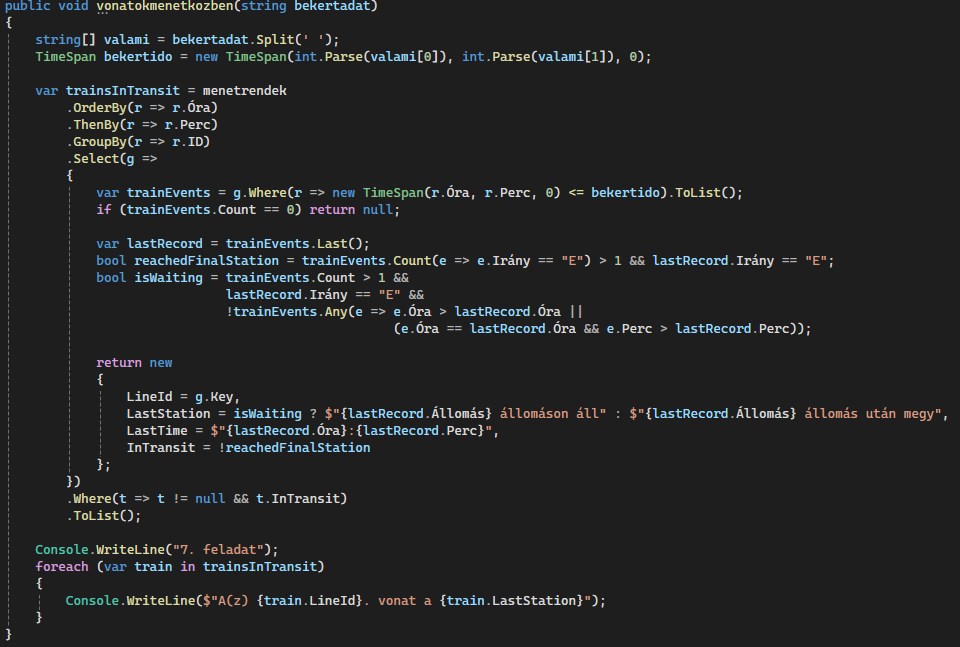 public void vonatokmenetkozben(string bekertadat)
{
string[] valami = bekertadat.Split(' ');
TimeSpan bekertido = new TimeSpan(int.Parse(valami[0]), int.Parse(valami[1]), 0);
var trainsInTransit = menetrendek
.OrderBy(r => r.Óra)
.ThenBy(r => r.Perc)
.GroupBy(r => r.ID)
.Select(g =>
{
var trainEvents = g.Where(r => new TimeSpan(r.Óra, r.Perc, 0) <= bekertido).ToList();
if (trainEvents.Count == 0) return null;
var lastRecord = trainEvents.Last();
bool reachedFinalStation = trainEvents.Count(e => e.Irány == "E") > 1 && lastRecord.Irány == "E";
bool isWaiting = trainEvents.Count > 1 &&
lastRecord.Irány == "E" &&
!trainEvents.Any(e => e.Óra > lastRecord.Óra ||
(e.Óra == lastRecord.Óra && e.Perc > lastRecord.Perc));
return new
{
LineId = g.Key,
LastStation = isWaiting ? $"{lastRecord.Állomás} állomáson áll" : $"{lastRecord.Állomás} állomás után megy",
LastTime = $"{lastRecord.Óra}:{lastRecord.Perc}",
InTransit = !reachedFinalStation
};
})
.Where(t => t != null && t.InTransit)
.ToList();
Console.WriteLine("7. feladat");
foreach (var train in trainsInTransit)
{
Console.WriteLine($"A(z) {train.LineId}. vonat a {train.LastStation}");
}
}